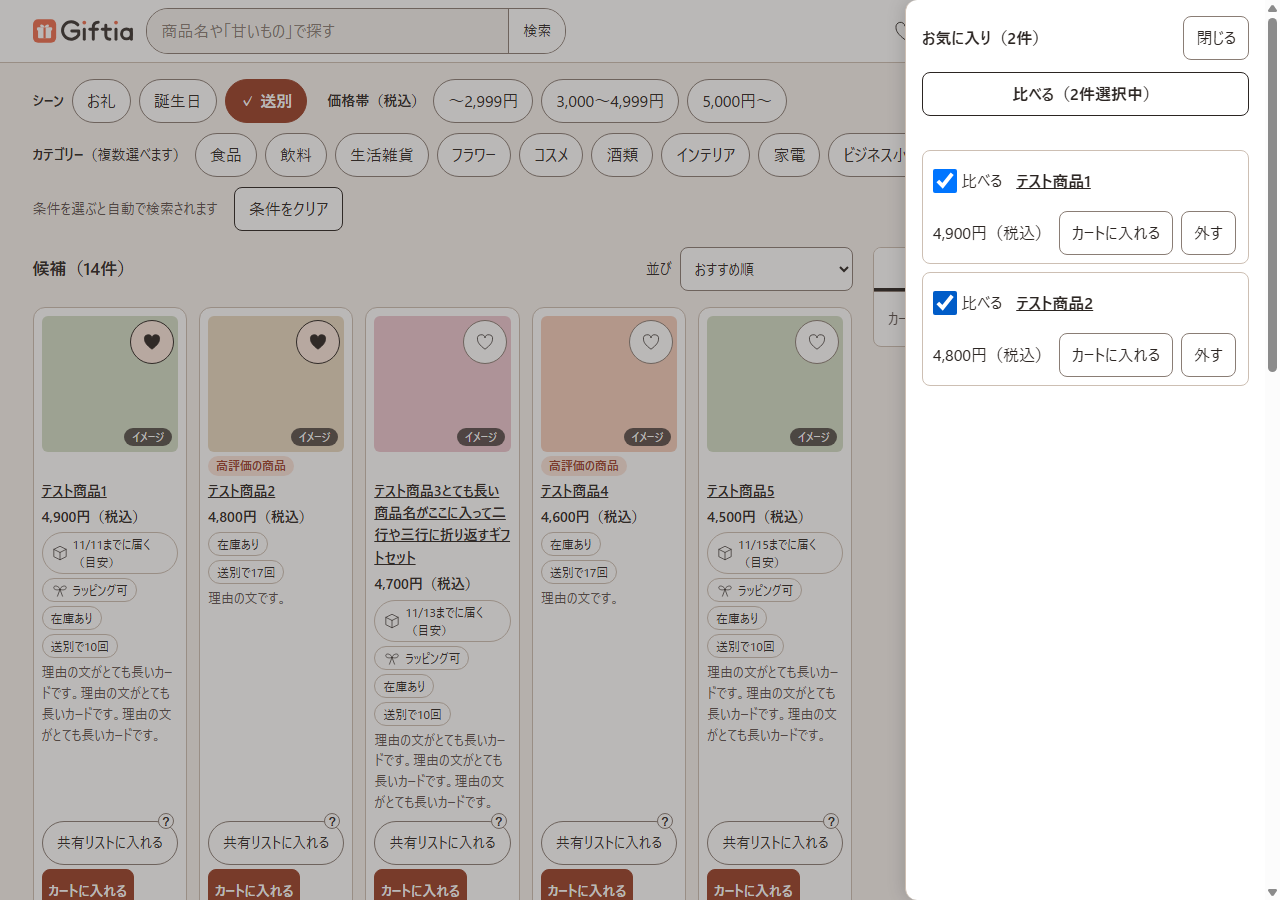 Giftia
商品名や「甘いもの」で探す
検索
シーン
お礼
誕生日
✓ 送別
価格帯（税込）
～2,999円
3,000～4,999円
5,000円～
カテゴリー（複数選べます）
食品
飲料
生活雑貨
フラワー
コスメ
酒類
インテリア
家電
ビジネス小
条件を選ぶと自動で検索されます
条件をクリア
候補（14件）
並び
おすすめ順
カー
イメージ
テスト商品1
4,900円（税込）
11/11までに届く
（目安）
ラッピング可
在庫あり
送別で10回
理由の文がとても長いカー
ドです。理由の文がとても
長いカードです。理由の文
がとても長いカードです。
?
共有リストに入れる
カートに入れる
イメージ
高評価の商品
テスト商品2
4,800円（税込）
在庫あり
送別で17回
理由の文です。
?
共有リストに入れる
カートに入れる
イメージ
テスト商品3とても長い
商品名がここに入って二
行や三行に折り返すギフ
トセット
4,700円（税込）
11/13までに届く
（目安）
ラッピング可
在庫あり
送別で10回
理由の文がとても長いカー
ドです。理由の文がとても
長いカードです。理由の文
がとても長いカードです。
?
共有リストに入れる
カートに入れる
イメージ
高評価の商品
テスト商品4
4,600円（税込）
在庫あり
送別で17回
理由の文です。
?
共有リストに入れる
カートに入れる
イメージ
テスト商品5
4,500円（税込）
11/15までに届く
（目安）
ラッピング可
在庫あり
送別で10回
理由の文がとても長いカー
ドです。理由の文がとても
長いカードです。理由の文
がとても長いカードです。
?
共有リストに入れる
カートに入れる
お気に入り（2件）
閉じる
比べる（2件選択中）
比べる
テスト商品1
4,900円（税込）
カートに入れる
外す
比べる
テスト商品2
4,800円（税込）
カートに入れる
外す